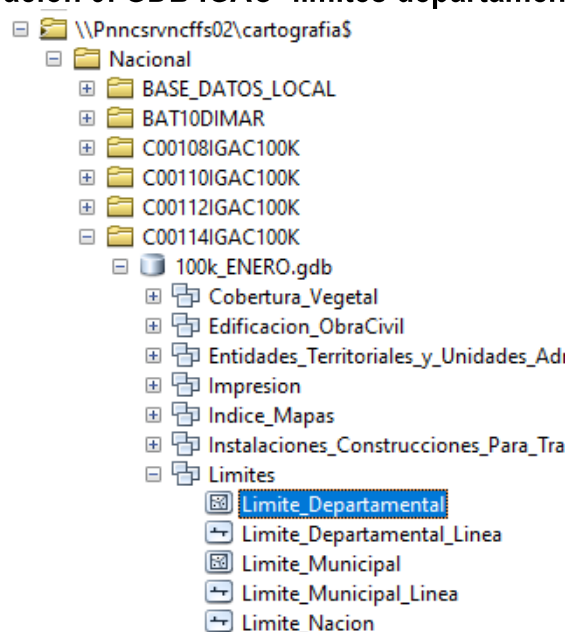 \\Pnncsrvncffs02\cartografia$
Nacional
BASE_DATOS_LOCAL
BAT10DIMAR
C00108IGAC100K
C00110IGAC100K
C00112IGAC100K
C00114IGAC100K
100k_ENERO.gdb
Cobertura_Vegetal
Edificacion_ObraCivil
Entidades_Territoriales_y_Unidades_Ad
Impresion
Indice_Mapas
Instalaciones_Construcciones_Para_Tra
Limites
Limite_Departamental
Limite_Departamental_Linea
Limite_Municipal
Limite_Municipal_Linea
Limite_Nacion